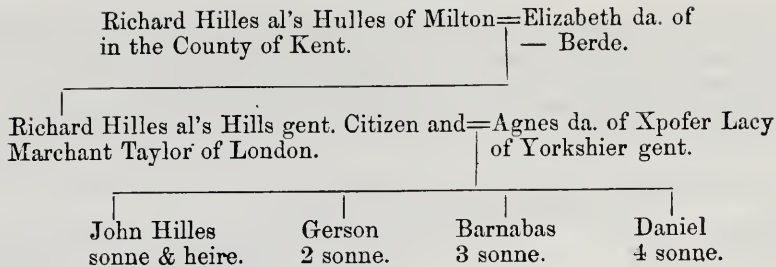 Richard Hilles al's Hulles of Milton=Elizabeth da. of
in the County of Kent. — Berde.
Richard Hilles al's Hills gent. Citizen and=Agnes da. of Xpofer Lacy
Marchant Taylor of London. of Yorkshier gent.
John Hilles Gerson Barnabas Daniel
sonne & heire. 2 sonne. 3 sonne. 4 sonne.